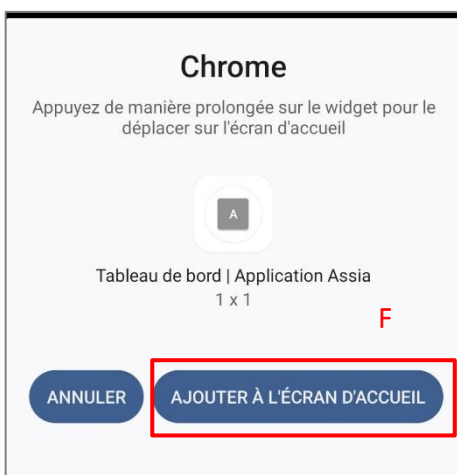 Chrome
Appuyez de manière prolongée sur le widget pour le
déplacer sur l'écran d'accueil
A
Tableau de bord | Application Assia
1 x 1
F
ANNULER
AJOUTER À L'ÉCRAN D'ACCUEIL